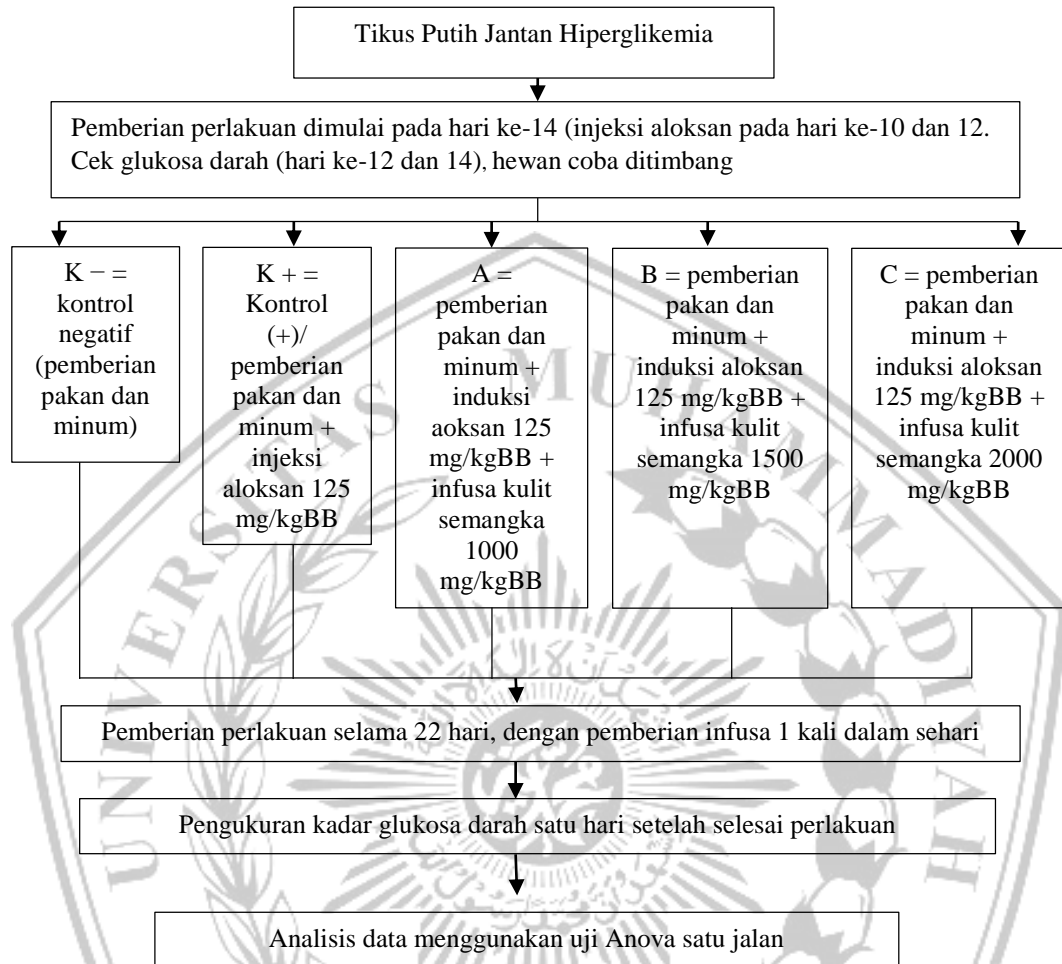 Tikus Putih Jantan Hiperglikemia
Pemberian perlakuan dimulai pada hari ke-14 (injeksi aloksan pada hari ke-10 dan 12.
Cek glukosa darah (hari ke-12 dan 14), hewan coba ditimbang
K − =
kontrol
negatif
(pemberian
pakan dan
minum)
K + =
Kontrol
(+)/
pemberian
pakan dan
minum +
injeksi
aloksan 125
mg/kgBB
A =
pemberian
pakan dan
minum +
induksi
aoksan 125
mg/kgBB +
infusa kulit
semangka
1000
mg/kgBB
B = pemberian
pakan dan
minum +
induksi aloksan
125 mg/kgBB +
infusa kulit
semangka 1500
mg/kgBB
C = pemberian
pakan dan
minum +
induksi aloksan
125 mg/kgBB +
infusa kulit
semangka 2000
mg/kgBB
Pemberian perlakuan selama 22 hari, dengan pemberian infusa 1 kali dalam sehari
Pengukuran kadar glukosa darah satu hari setelah selesai perlakuan
Analisis data menggunakan uji Anova satu jalan
UNIVERSITAS MUHAMMADIYAH